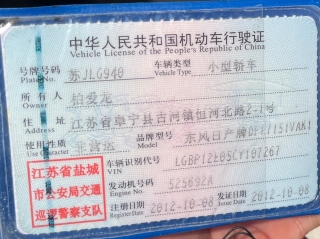 中华人民共和国机动车行驶证
Vehicle License of the People's Republic of China
号牌号码 苏JLG940 车辆类型 小型轿车
Plate No. Vehicle Type
所有人 柏爱龙
Owner
住址 江苏省阜宁县古河镇恒河北路2-1号
Address
使用性质 非营运 品牌型号 东风日产牌DFL7151VAK1
Use Character Model
江苏省盐城市公安局交通巡逻警察支队
车辆识别代号 LGBP12E05CY107267
VIN
发动机号码 525692A
Engine No.
注册日期 2012-10-08 发证日期 2012-10-08
Register Date Issue Date